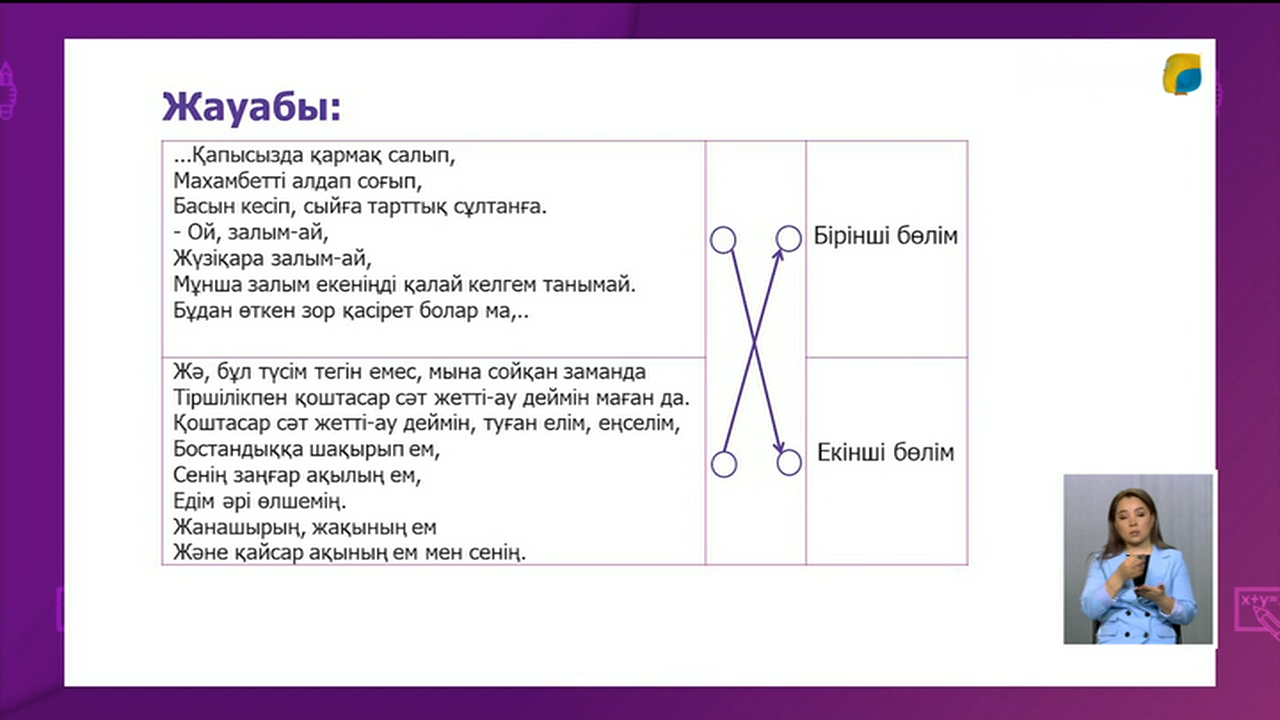 Жауабы:
...Қапысызда қармақ салып,
Махамбетті алдап соғып,
Басын кесіп, сыйға тарттық сұлтанға.
- Ой, залым-ай,
Жүзіқара залым-ай,
Мұнша залым екеніңді қалай келгем танымай.
Бұдан өткен зор қасірет болар ма,..
Бірінші бөлім
Жә, бұл түсім тегін емес, мына сойқан заманда
Тіршілікпен қоштасар сәт жетті-ау деймін маған да.
Қоштасар сәт жетті-ау деймін, туған елім, еңселім,
Бостандыққа шақырып ем,
Сенің заңғар ақылың ем,
Едім әрі өлшемің.
Жанашырың, жақының ем
Және қайсар ақының ем мен сенің.
Екінші бөлім
x+y=